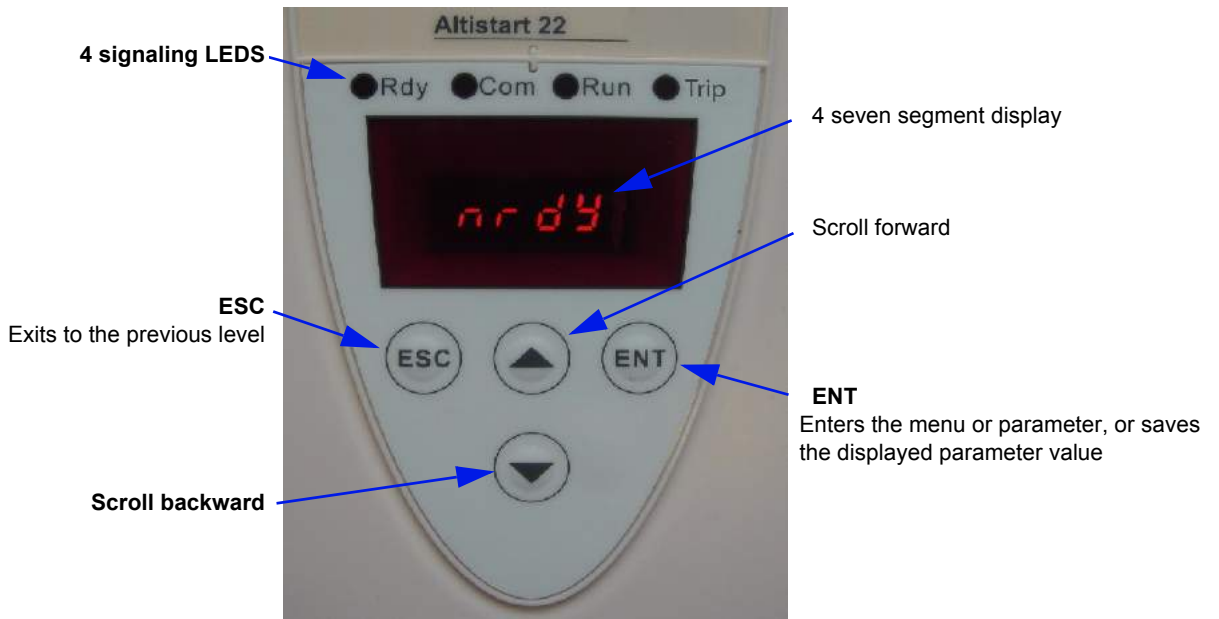 Altistart 22
4 signaling LEDS
Rdy Com Run Trip
4 seven segment display
nrdY
Scroll forward
ESC
Exits to the previous level
ESC
ENT
ENT
Enters the menu or parameter, or saves
the displayed parameter value
Scroll backward